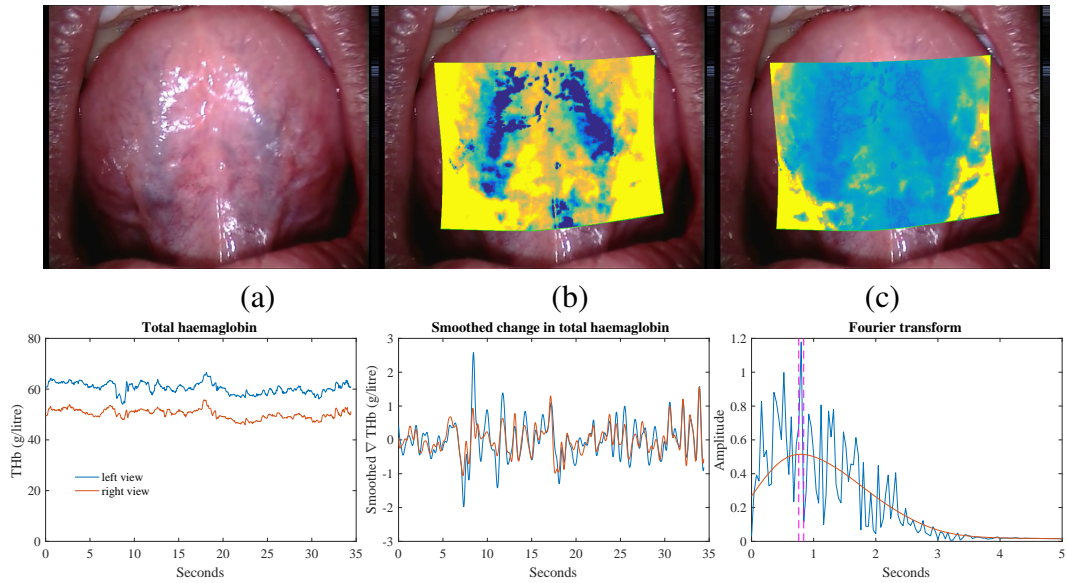 (a)
(b)
(c)
Total haemaglobin
THb (g/litre)
80
60
40
20
0
left view
right view
0
5
10
15
20
25
30
35
Seconds
Smoothed change in total haemaglobin
Smoothed ∇ THb (g/litre)
3
2
1
0
-1
-2
-3
0
5
10
15
20
25
30
35
Seconds
Fourier transform
Amplitude
1.2
1
0.8
0.6
0.4
0.2
0
0
1
2
3
4
5
Seconds